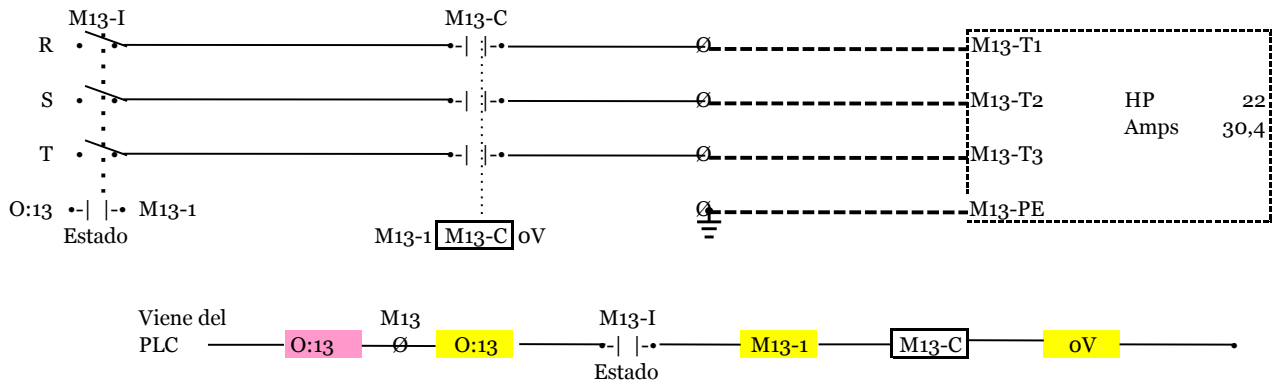 M13-I M13-C
R M13-T1
S M13-T2 HP 22
Amps 30,4
T M13-T3
O:13 M13-1 M13-PE
Estado M13-1 M13-C 0V
Viene del M13 M13-I
PLC O:13 Ø O:13 M13-1 M13-C 0V
Estado